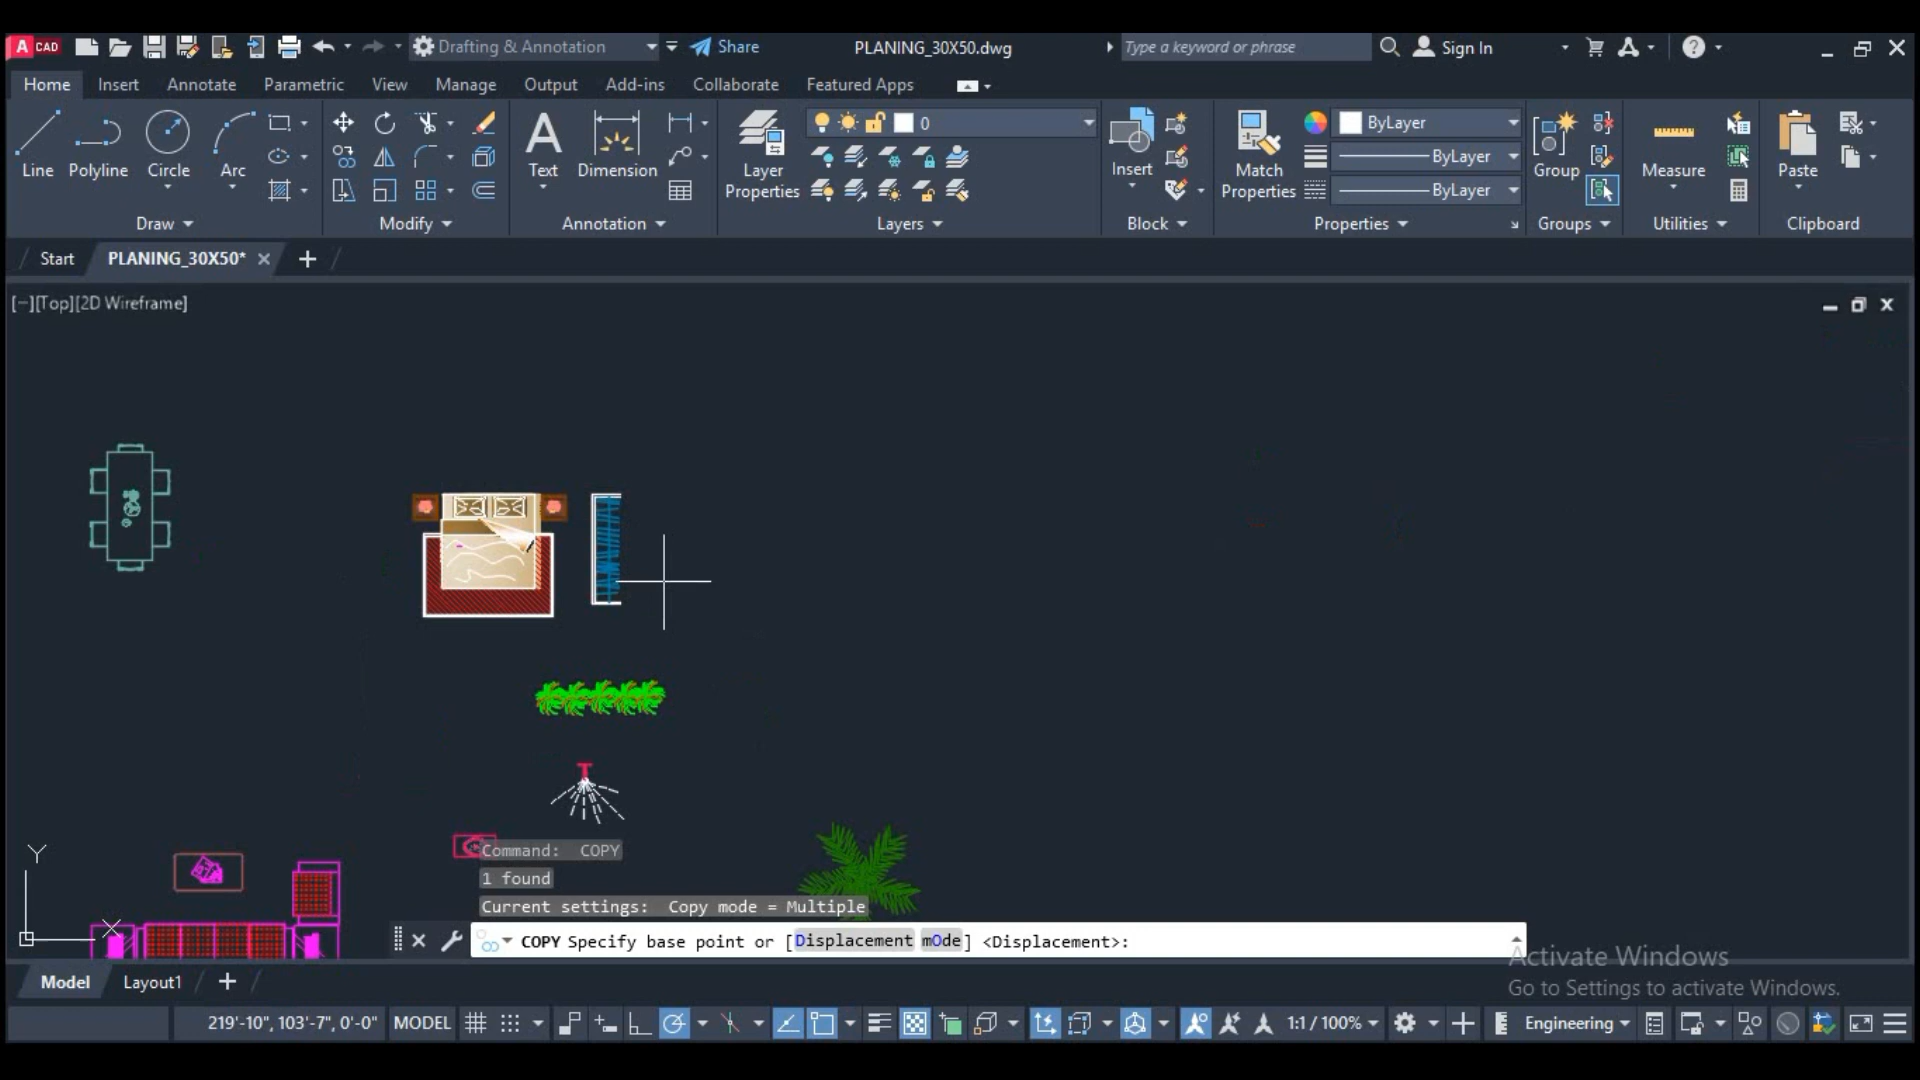 A CAD
Drafting & Annotation
Share
PLANING_30X50.dwg
Type a keyword or phrase
Sign In
Home Insert Annotate Parametric View Manage Output Add-ins Collaborate Featured Apps
Line Polyline Circle Arc
Text Dimension
Layer Properties
0
Insert
Match Properties
ByLayer
ByLayer
ByLayer
Group
Measure
Paste
Draw Modify Annotation Layers Block Properties Groups Utilities Clipboard
Start PLANING_30X50*
[−][Top][2D Wireframe]
Y
X
Command: COPY
1 found
Current settings: Copy mode = Multiple
COPY Specify base point or [Displacement mOde] <Displacement>:
Activate Windows
Go to Settings to activate Windows.
Model Layout1
219'-10", 103'-7", 0'-0" MODEL 1:1 / 100% Engineering